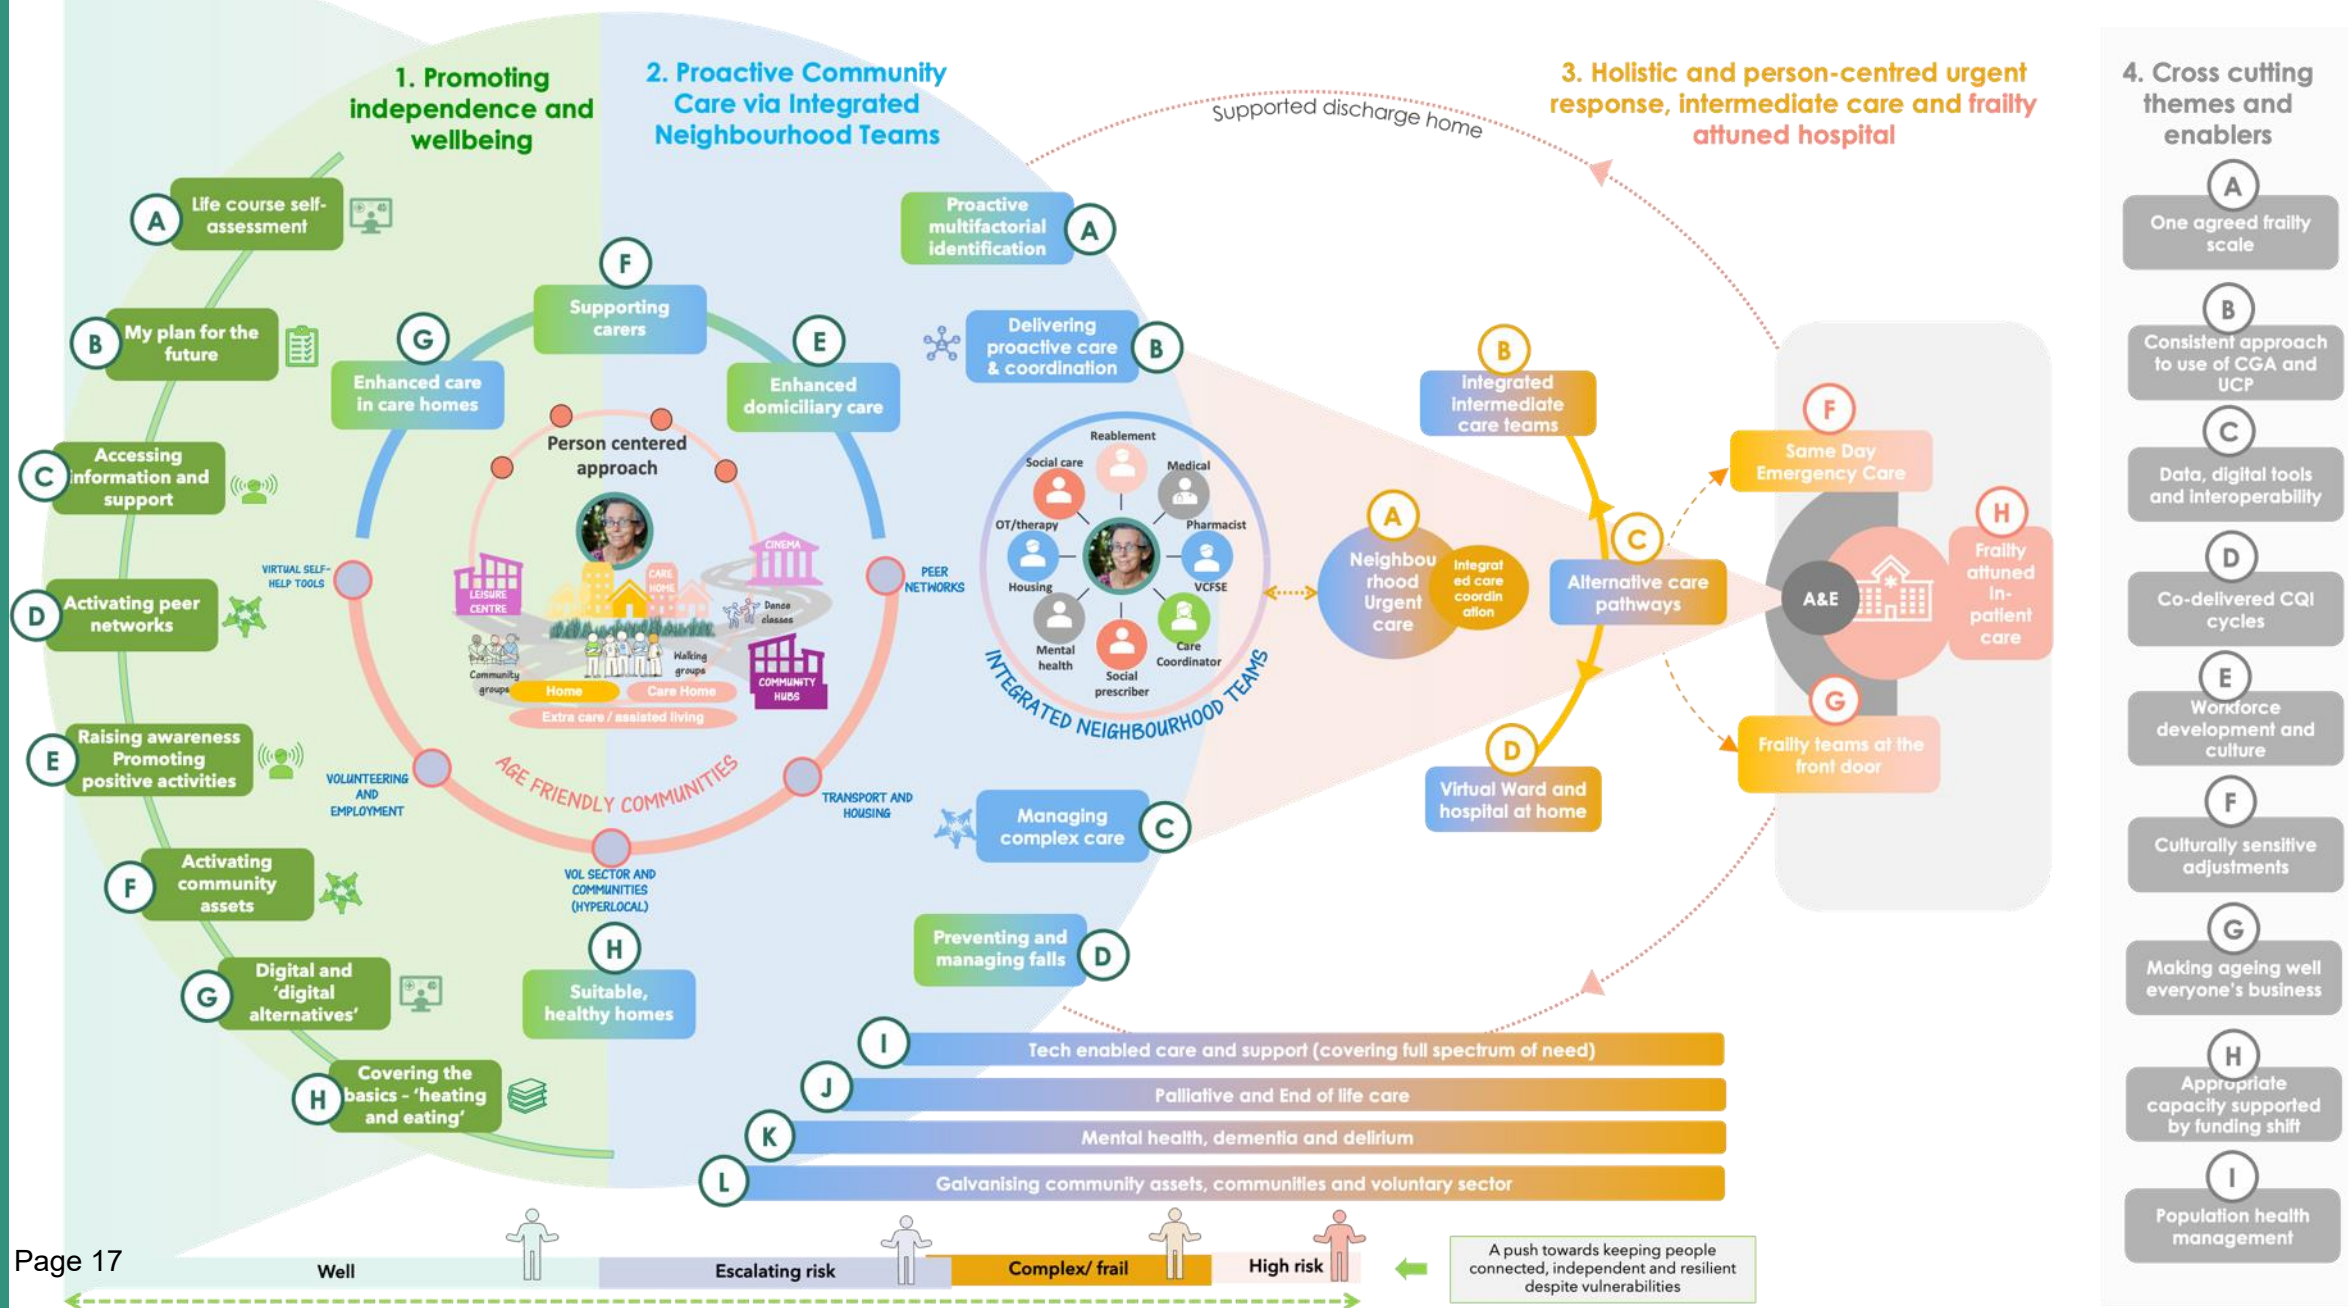 1. Promoting
independence and
wellbeing
A
Life course self-
assessment
B
My plan for the
future
C
Accessing
information and
support
D
Activating peer
networks
E
Raising awareness
Promoting
positive activities
F
Activating
community
assets
G
Digital and
'digital
alternatives'
H
Covering the
basics - 'heating
and eating'
2. Proactive Community
Care via Integrated
Neighbourhood Teams
A
Proactive
multifactorial
identification
B
Delivering
proactive care
& coordination
C
Managing
complex care
D
Preventing and
managing falls
E
Enhanced
domiciliary care
F
Supporting
carers
G
Enhanced care
in care homes
H
Suitable,
healthy homes
Person centered
approach
LEISURE
CENTRE
CARE
HOME
CINEMA
Dance
classes
Walking
groups
Community
groups
COMMUNITY
HUBS
Home
Care Home
Extra care / assisted living
AGE FRIENDLY COMMUNITIES
VIRTUAL SELF-
HELP TOOLS
PEER
NETWORKS
VOLUNTEERING
AND
EMPLOYMENT
TRANSPORT AND
HOUSING
VOL SECTOR AND
COMMUNITIES
(HYPERLOCAL)
Reablement
Social care
Medical
OT/therapy
Pharmacist
Housing
VCFSE
Mental
health
Care
Coordinator
Social
prescriber
INTEGRATED NEIGHBOURHOOD TEAMS
I
Tech enabled care and support (covering full spectrum of need)
J
Palliative and End of life care
K
Mental health, dementia and delirium
L
Galvanising community assets, communities and voluntary sector
3. Holistic and person-centred urgent
response, intermediate care and frailty
attuned hospital
Supported discharge home
A
Neighbou
rhood
Urgent
care
Integrat
ed care
coordin
ation
B
Integrated
intermediate
care teams
C
Alternative care
pathways
D
Virtual Ward and
hospital at home
F
Same Day
Emergency Care
A&E
G
Frailty teams at the
front door
H
Frailty
attuned
In-
patient
care
4. Cross cutting
themes and
enablers
A
One agreed frailty
scale
B
Consistent approach
to use of CGA and
UCP
C
Data, digital tools
and interoperability
D
Co-delivered CQI
cycles
E
Workforce
development and
culture
F
Culturally sensitive
adjustments
G
Making ageing well
everyone's business
H
Appropriate
capacity supported
by funding shift
I
Population health
management
Page 17
Well
Escalating risk
Complex/ frail
High risk
A push towards keeping people
connected, independent and resilient
despite vulnerabilities